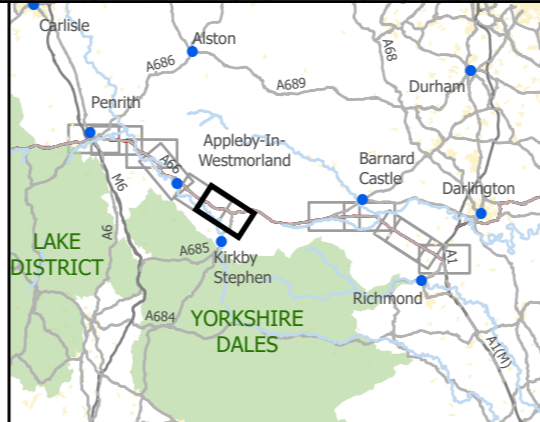 Carlisle
Alston
A686
A68
A689
Durham
Penrith
Appleby-In-
Westmorland
A66
Barnard
Castle
Darlington
M6
A6
LAKE
DISTRICT
A685
Kirkby
Stephen
A1
Richmond
A684
YORKSHIRE
DALES
A1(M)